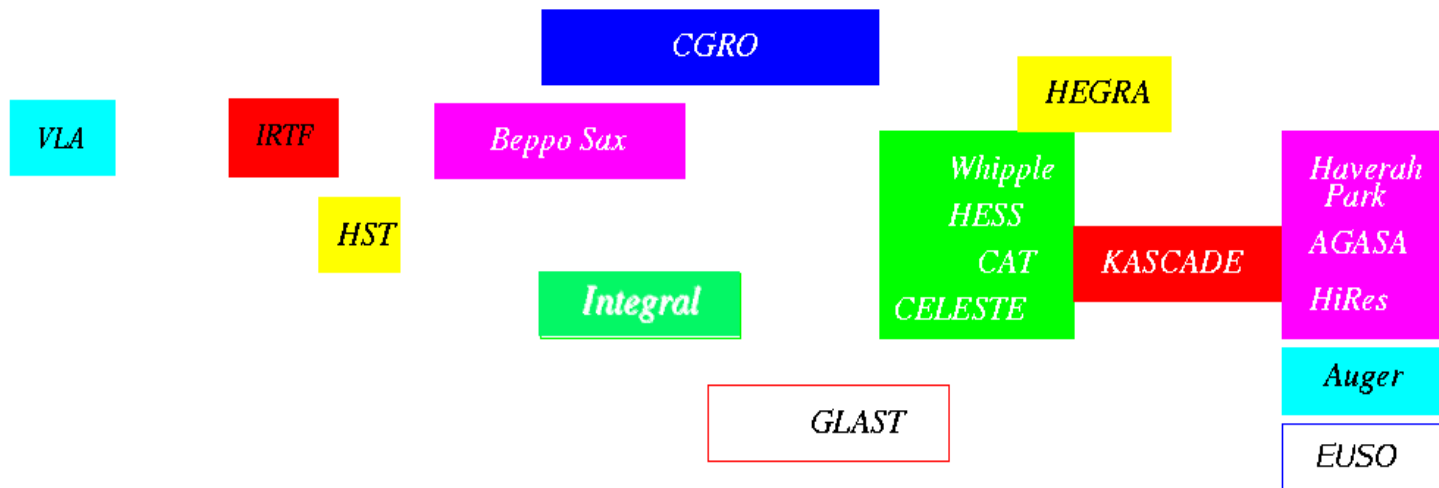 CGRO
HEGRA
VLA
IRTF
Beppo Sax
Whipple
Haverah
Park
HST
HESS
AGASA
CAT
KASCADE
Integral
CELESTE
HiRes
Auger
GLAST
EUSO